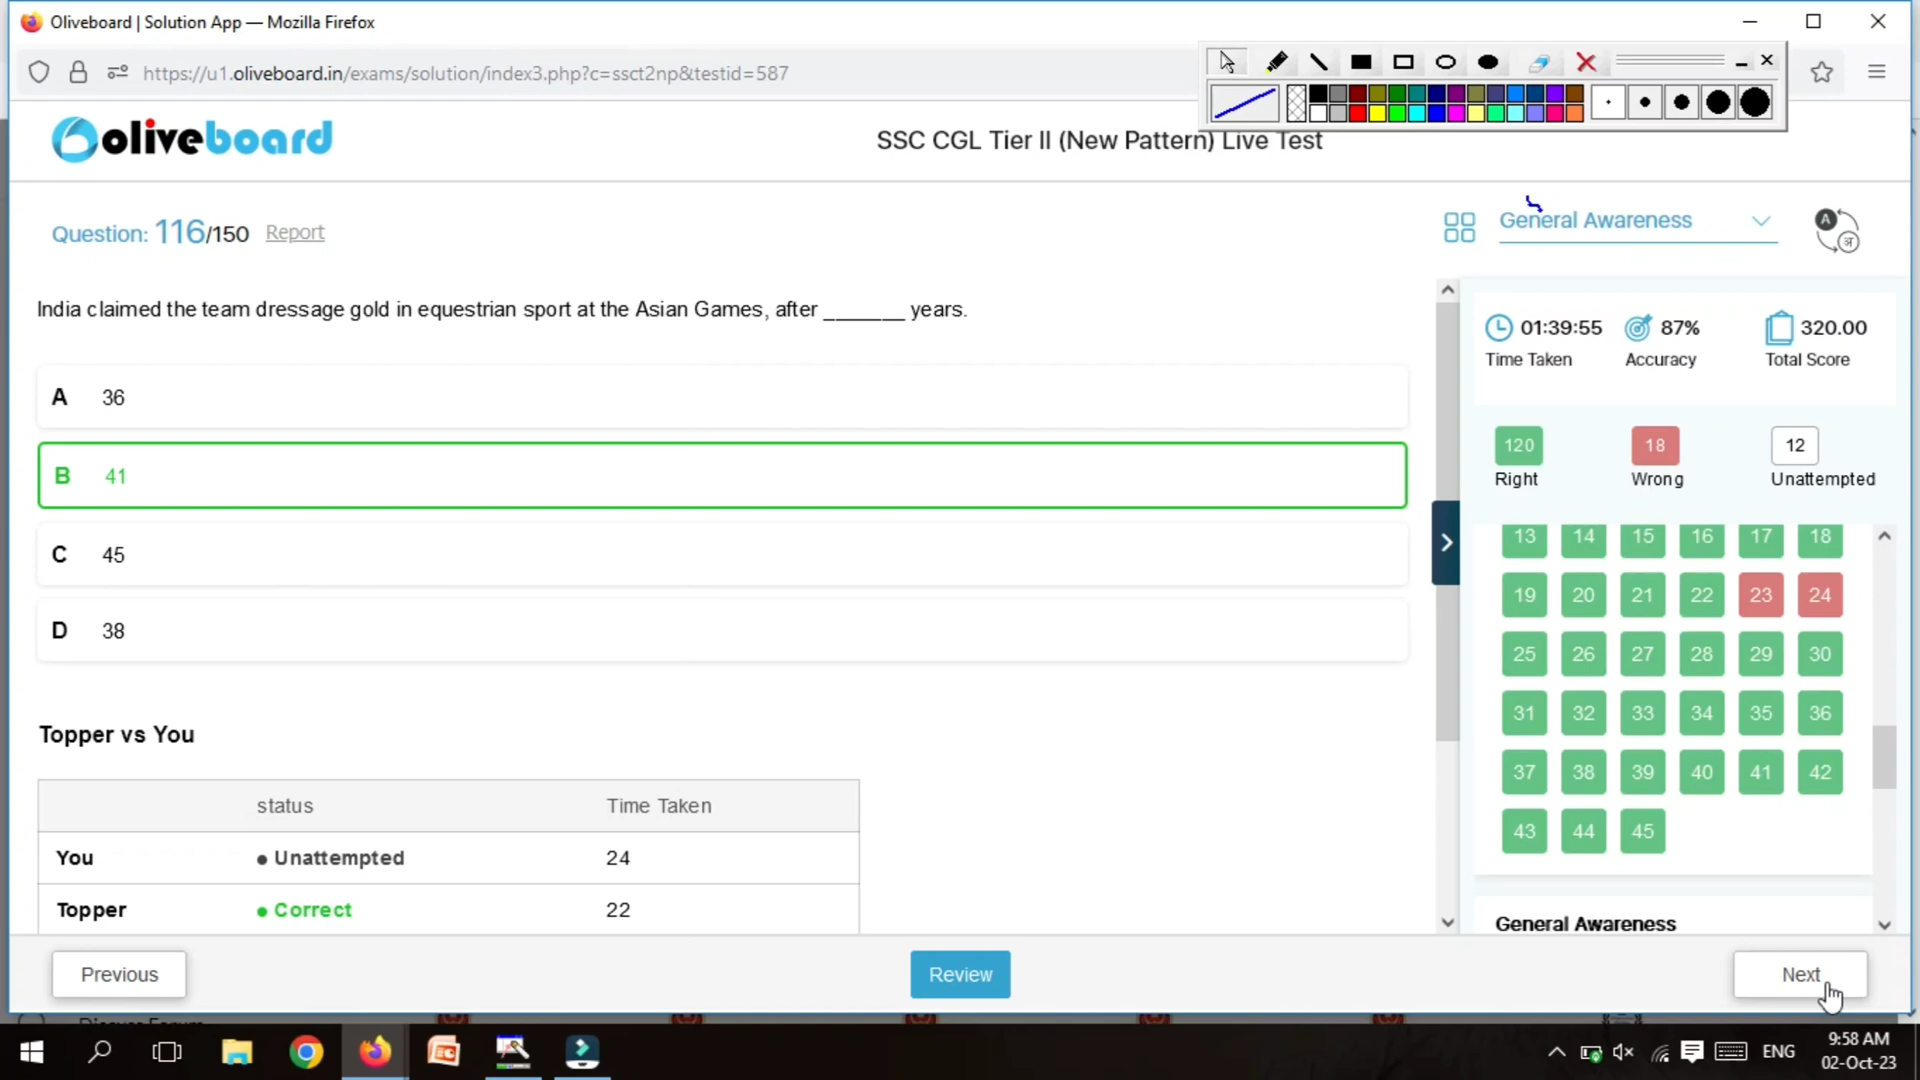 Oliveboard | Solution App — Mozilla Firefox
https://u1.oliveboard.in/exams/solution/index3.php?c=ssct2np&testid=587
oliveboard
SSC CGL Tier II (New Pattern) Live Test
Question: 116/150 Report
General Awareness
A
अ
India claimed the team dressage gold in equestrian sport at the Asian Games, after _______ years.
A 36
B 41
C 45
D 38
Topper vs You
status Time Taken
You Unattempted 24
Topper Correct 22
01:39:55 87% 320.00
Time Taken Accuracy Total Score
120 18 12
Right Wrong Unattempted
13 14 15 16 17 18
19 20 21 22 23 24
25 26 27 28 29 30
31 32 33 34 35 36
37 38 39 40 41 42
43 44 45
General Awareness
Previous Review Next
ENG
9:58 AM
02-Oct-23